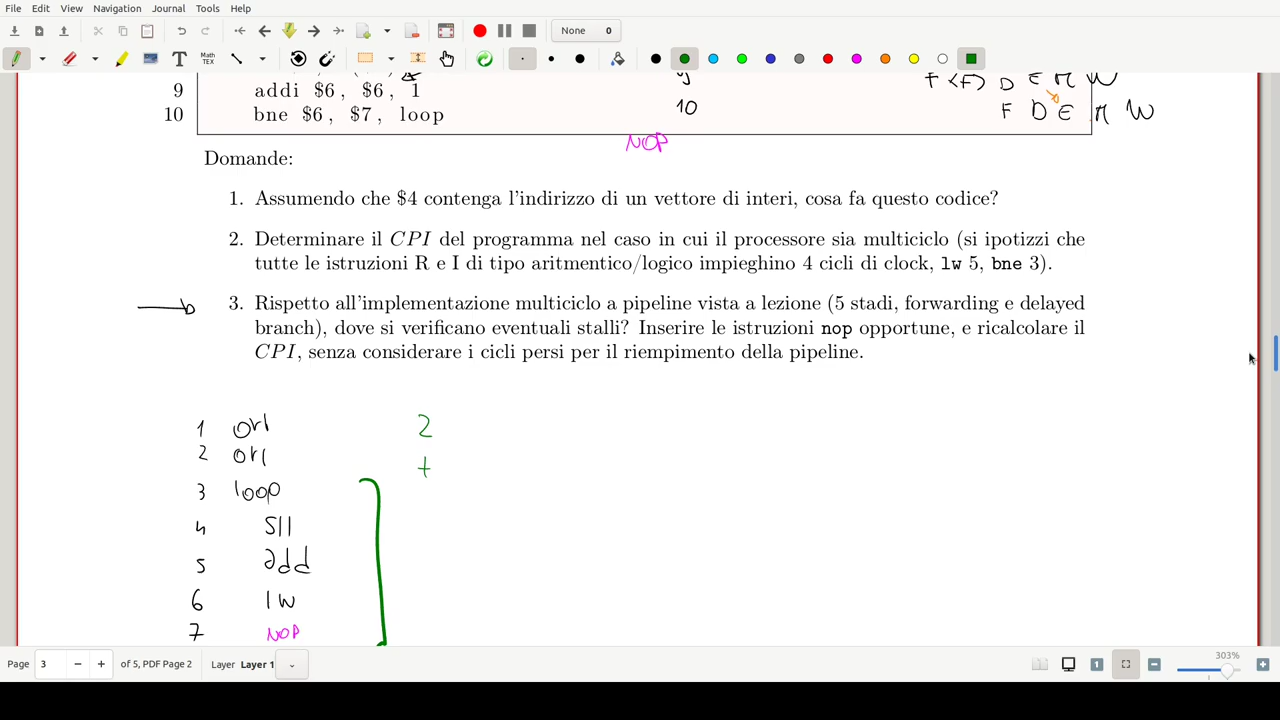 File Edit View Navigation Journal Tools Help
None 0
Math TEX
9 addi $6, $6, 1 9 F (F) D E M W
10 bne $6, $7, loop 10 F D E M W
NOP
Domande:
1. Assumendo che $4 contenga l'indirizzo di un vettore di interi, cosa fa questo codice?
2. Determinare il CPI del programma nel caso in cui il processore sia multiciclo (si ipotizzi che
tutte le istruzioni R e I di tipo aritmentico/logico impieghino 4 cicli di clock, lw 5, bne 3).
3. Rispetto all'implementazione multiciclo a pipeline vista a lezione (5 stadi, forwarding e delayed
branch), dove si verificano eventuali stalli? Inserire le istruzioni nop opportune, e ricalcolare il
CPI, senza considerare i cicli persi per il riempimento della pipeline.
1 ori 2
2 ori +
3 loop
4 sll
5 add
6 lw
7 NOP
Page 3 of 5, PDF Page 2 Layer Layer 1 1 303%